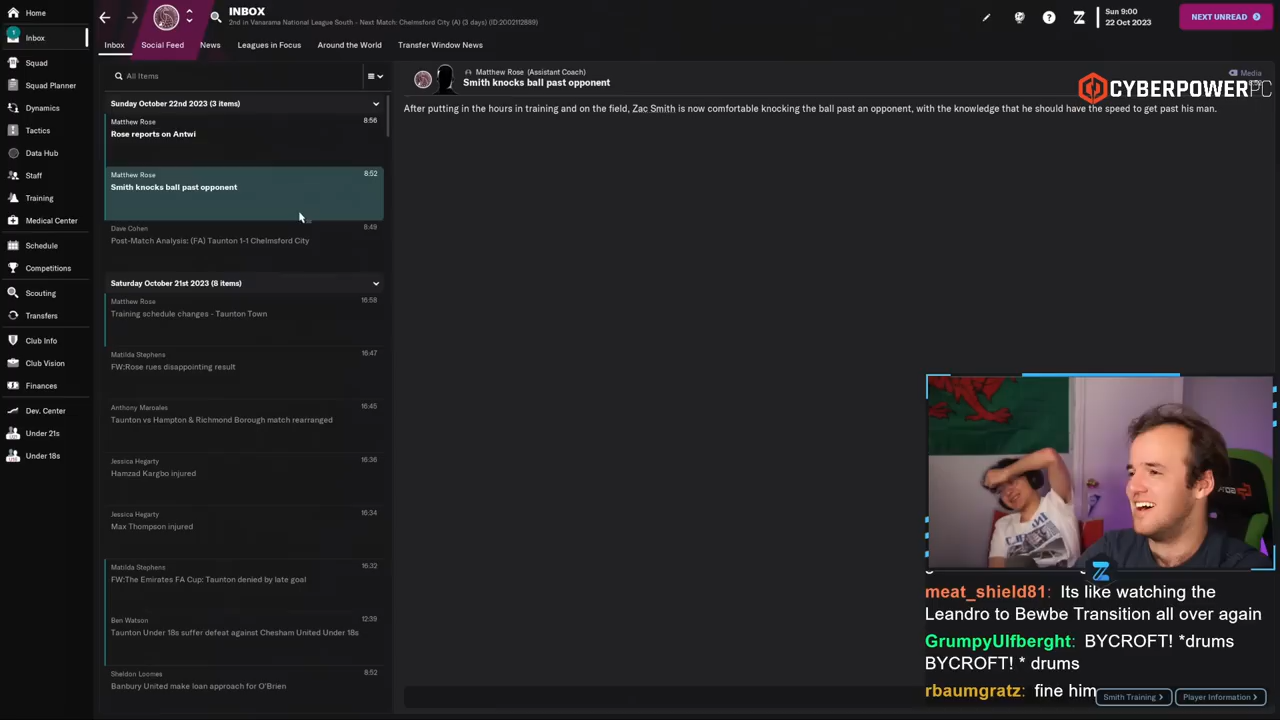 Home
Inbox
1
Squad
Squad Planner
Dynamics
Tactics
Data Hub
Staff
Training
Medical Center
Schedule
Competitions
Scouting
Transfers
Club Info
Club Vision
Finances
Dev. Center
Under 21s
Under 18s
INBOX
2nd in Vanarama National League South - Next Match: Chelmsford City (A) (3 days) (ID:2002112889)
Sun 9:00
22 Oct 2023
NEXT UNREAD
Inbox
Social Feed
News
Leagues in Focus
Around the World
Transfer Window News
All Items
Sunday October 22nd 2023 (3 items)
Matthew Rose 8:56
Rose reports on Antwi
Matthew Rose 8:52
Smith knocks ball past opponent
Dave Cohen 8:49
Post-Match Analysis: (FA) Taunton 1-1 Chelmsford City
Saturday October 21st 2023 (8 items)
Matthew Rose 16:58
Training schedule changes - Taunton Town
Matilda Stephens 16:47
FW:Rose rues disappointing result
16:45
Taunton vs Hampton & Richmond Borough match rearranged
Jessica Hegarty 16:36
Hamzad Kargbo injured
Jessica Hegarty 16:34
Max Thompson injured
Matilda Stephens 16:32
FW:The Emirates FA Cup: Taunton denied by late goal
Ben Watson 12:39
Taunton Under 18s suffer defeat against Chesham United Under 18s
Sheldon Loomes 8:52
Banbury United make loan approach for O'Brien
Matthew Rose (Assistant Coach)
Smith knocks ball past opponent
Media
CYBERPOWERPC
After putting in the hours in training and on the field, Zac Smith is now comfortable knocking the ball past an opponent, with the knowledge that he should have the speed to get past his man.
meat_shield81: Its like watching the
Leandro to Bewbe Transition all over again
GrumpyUlfberght: BYCROFT! *drums
BYCROFT! * drums
rbaumgratz: fine him
Smith Training
Player Information